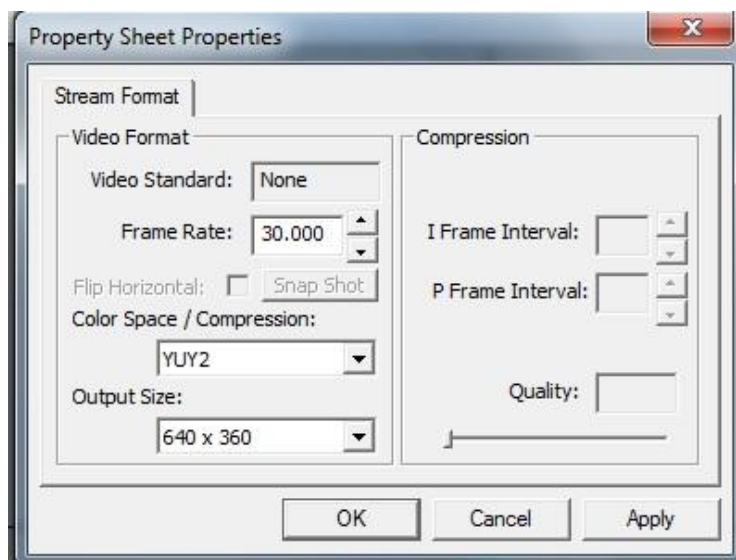 Property Sheet Properties
Stream Format
Video Format
Video Standard: None
Frame Rate: 30.000
Flip Horizontal: Snap Shot
Color Space / Compression:
YUY2
Output Size:
640 x 360
Compression
I Frame Interval:
P Frame Interval:
Quality:
OK Cancel Apply